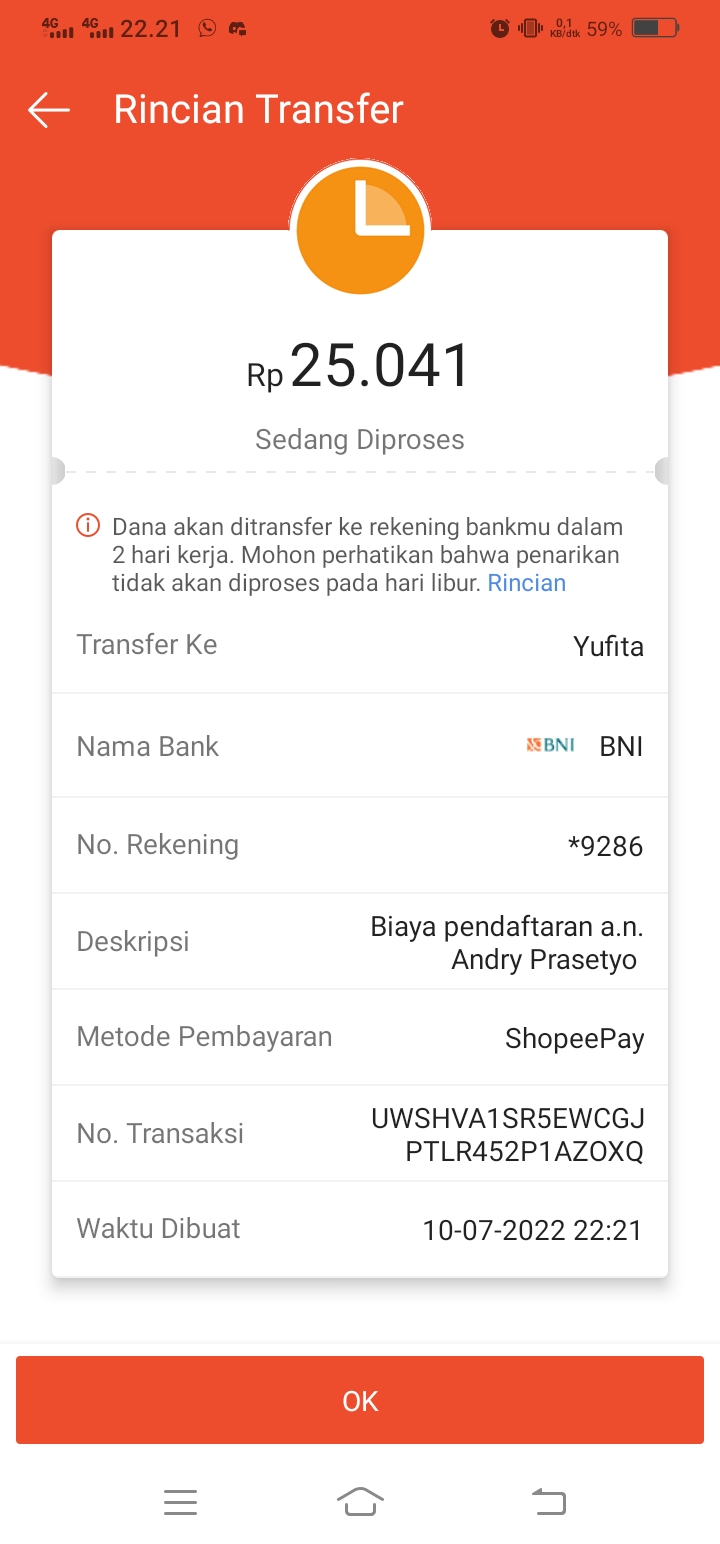 4G 4G 22.21 0,1 KB/dtk 59%
Rincian Transfer
Rp 25.041
Sedang Diproses
Dana akan ditransfer ke rekening bankmu dalam
2 hari kerja. Mohon perhatikan bahwa penarikan
tidak akan diproses pada hari libur. Rincian
Transfer Ke Yufita
Nama Bank BNI BNI
No. Rekening *9286
Deskripsi Biaya pendaftaran a.n.
Andry Prasetyo
Metode Pembayaran ShopeePay
No. Transaksi UWSHVA1SR5EWCGJ
PTLR452P1AZOXQ
Waktu Dibuat 10-07-2022 22:21
OK